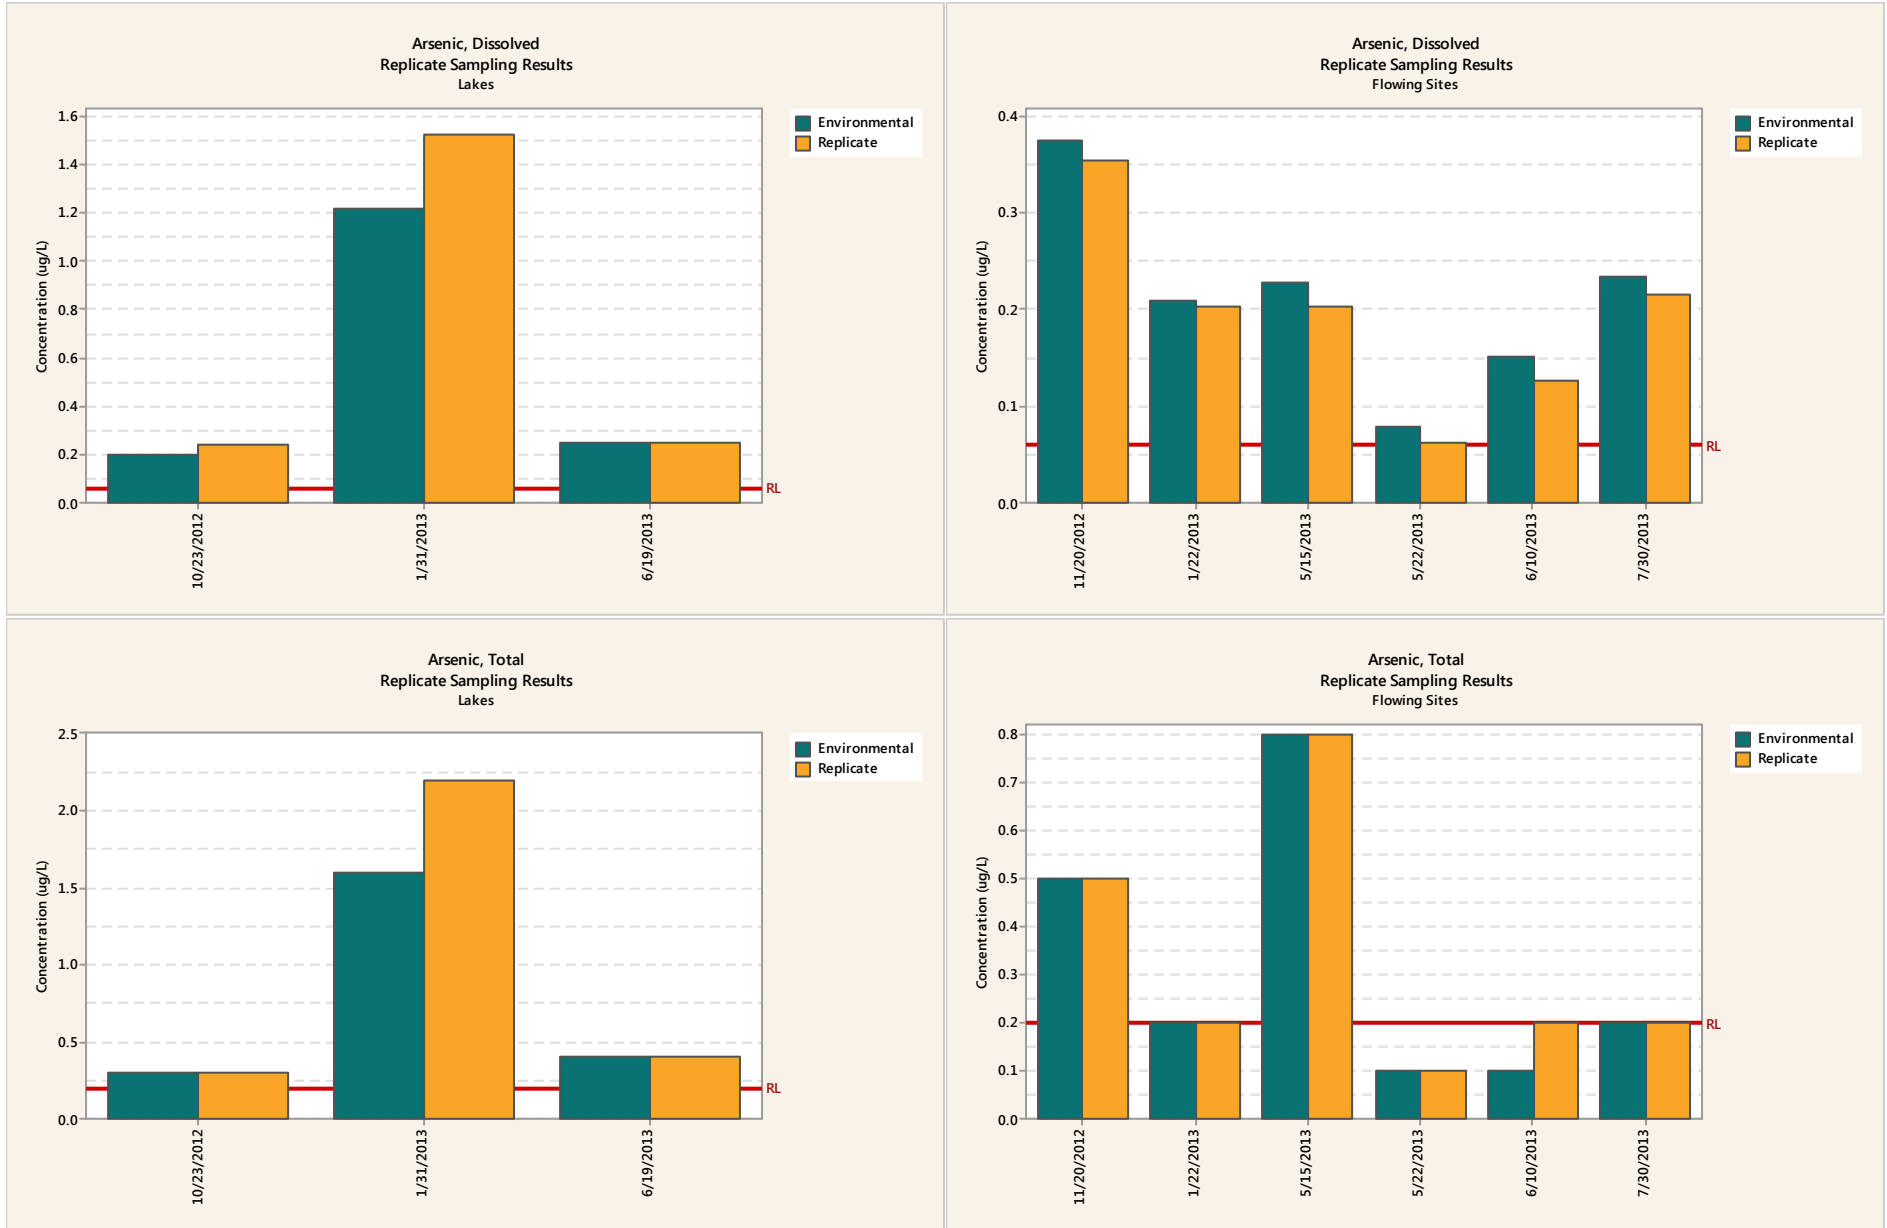 Arsenic, Dissolved
Replicate Sampling Results
Lakes
Environmental
Replicate
Concentration (ug/L)
1.6
1.4
1.2
1.0
0.8
0.6
0.4
0.2
0.0
RL
10/23/2012
1/31/2013
6/19/2013
Arsenic, Dissolved
Replicate Sampling Results
Flowing Sites
Environmental
Replicate
Concentration (ug/L)
0.4
0.3
0.2
0.1
0.0
RL
11/20/2012
1/22/2013
5/15/2013
5/22/2013
6/10/2013
7/30/2013
Arsenic, Total
Replicate Sampling Results
Lakes
Environmental
Replicate
Concentration (ug/L)
2.5
2.0
1.5
1.0
0.5
0.0
RL
10/23/2012
1/31/2013
6/19/2013
Arsenic, Total
Replicate Sampling Results
Flowing Sites
Environmental
Replicate
Concentration (ug/L)
0.8
0.7
0.6
0.5
0.4
0.3
0.2
0.1
0.0
RL
11/20/2012
1/22/2013
5/15/2013
5/22/2013
6/10/2013
7/30/2013